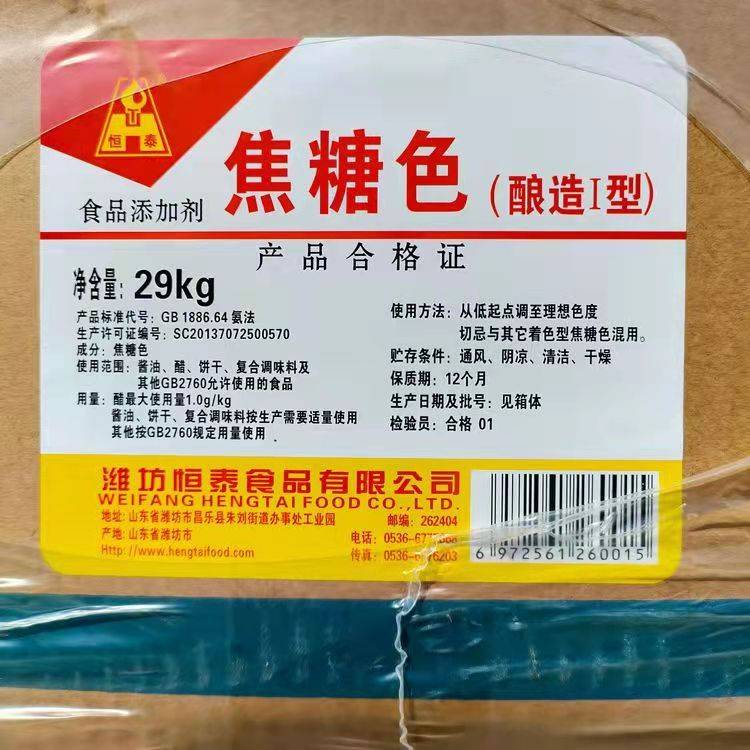 恒 泰
焦糖色(酿造I型)
食品添加剂
产品合格证
净含量:29kg
产品标准代号:GB 1886.64 氨法
生产许可证编号:SC20137072500570
成分:焦糖色
使用范围:酱油、醋、饼干、复合调味料及
其他GB2760允许使用的食品
用量:醋最大使用量1.0g/kg
酱油、饼干、复合调味料按生产需要适量使用
其他按GB2760规定用量使用
使用方法:从低起点调至理想色度
切忌与其它着色型焦糖色混用。
贮存条件:通风、阴凉、清洁、干燥
保质期:12个月
生产日期及批号:见箱体
检验员:合格 01
潍坊恒泰食品有限公司
WEIFANG HENGTAI FOOD CO.,LTD.
地址:山东省潍坊市昌乐县朱刘街道办事处工业园
邮编:262404
产地:山东省潍坊市
电话:
Http://www.hengtaifood.com
传真:
6 972561 260015